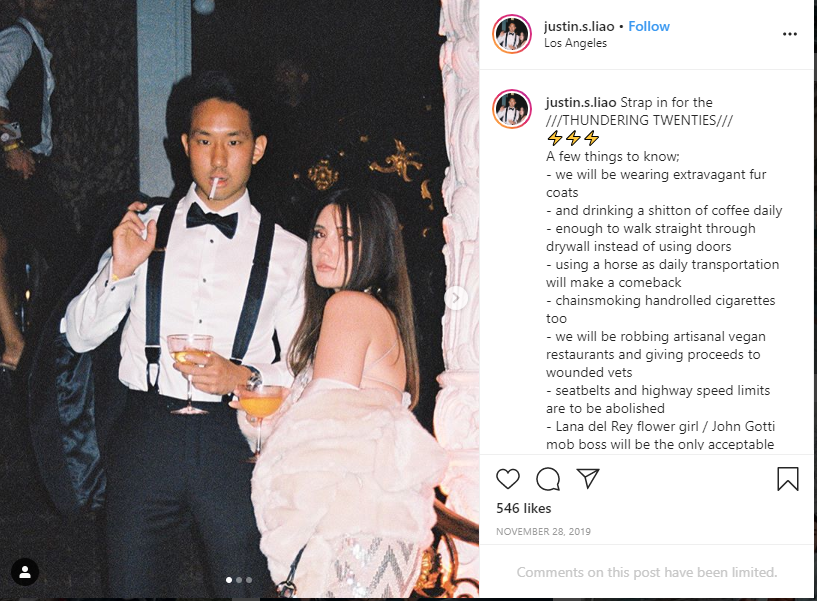 justin.s.liao • Follow
Los Angeles
justin.s.liao Strap in for the
///THUNDERING TWENTIES///
⚡⚡⚡
A few things to know;
- we will be wearing extravagant fur
coats
- and drinking a shitton of coffee daily
- enough to walk straight through
drywall instead of using doors
- using a horse as daily transportation
will make a comeback
- chainsmoking handrolled cigarettes
too
- we will be robbing artisanal vegan
restaurants and giving proceeds to
wounded vets
- seatbelts and highway speed limits
are to be abolished
- Lana del Rey flower girl / John Gotti
mob boss will be the only acceptable
546 likes
NOVEMBER 28, 2019
Comments on this post have been limited.